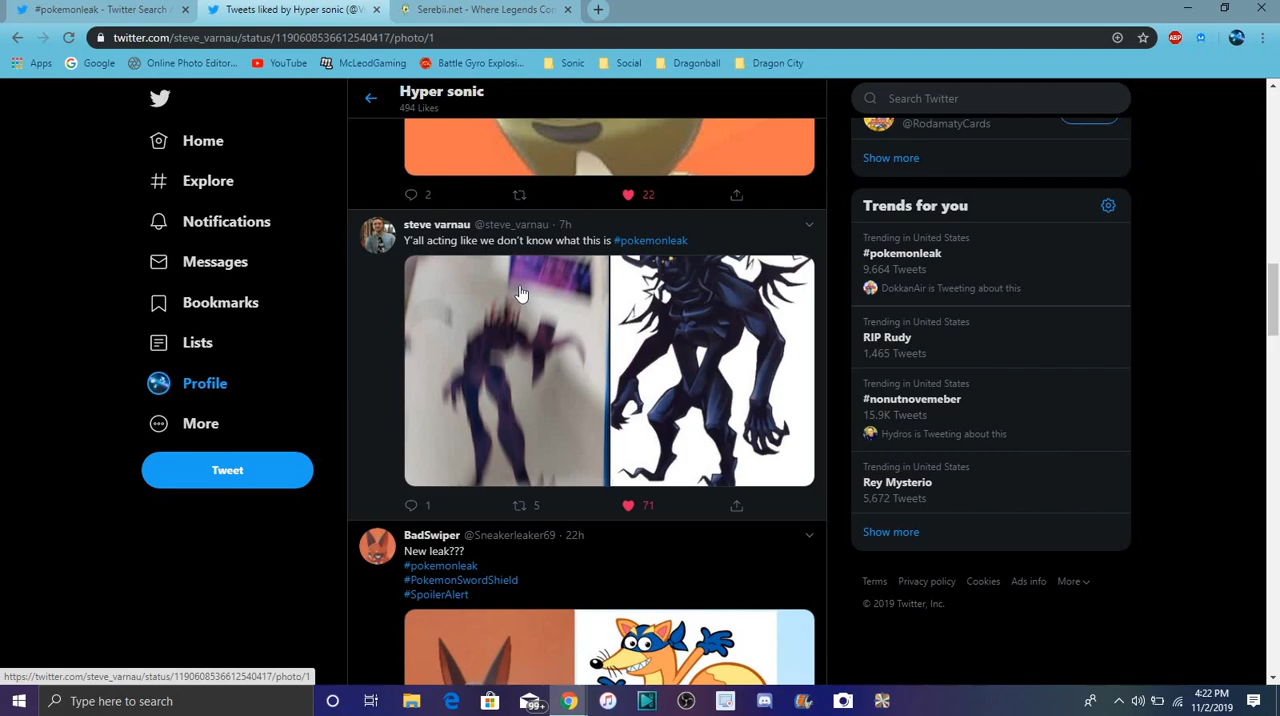 #pokemonleak - Twitter Search /
Tweets liked by Hyper sonic (@V
Serebii.net - Where Legends Con
twitter.com/steve_varnau/status/1190608536612540417/photo/1
ABP
Apps
Google
Online Photo Editor...
YouTube
McLeodGaming
Battle Gyro Explosi...
Sonic
Social
Dragonball
Dragon City
Home
Explore
Notifications
Messages
Bookmarks
Lists
Profile
More
Tweet
Hyper sonic
494 Likes
2
22
steve varnau @steve_varnau · 7h
Y'all acting like we don't know what this is #pokemonleak
1
5
71
BadSwiper @Sneakerleaker69 · 22h
New leak???
#pokemonleak
#PokemonSwordShield
#SpoilerAlert
Search Twitter
@RodamatyCards
Show more
Trends for you
Trending in United States
#pokemonleak
9,664 Tweets
DokkanAir is Tweeting about this
Trending in United States
RIP Rudy
1,465 Tweets
Trending in United States
#nonutnovemeber
15.9K Tweets
Hydros is Tweeting about this
Trending in United States
Rey Mysterio
5,672 Tweets
Show more
Terms Privacy policy Cookies Ads info More
© 2019 Twitter, Inc.
https://twitter.com/steve_varnau/status/1190608536612540417/photo/1
Type here to search
99+
4:22 PM
11/2/2019